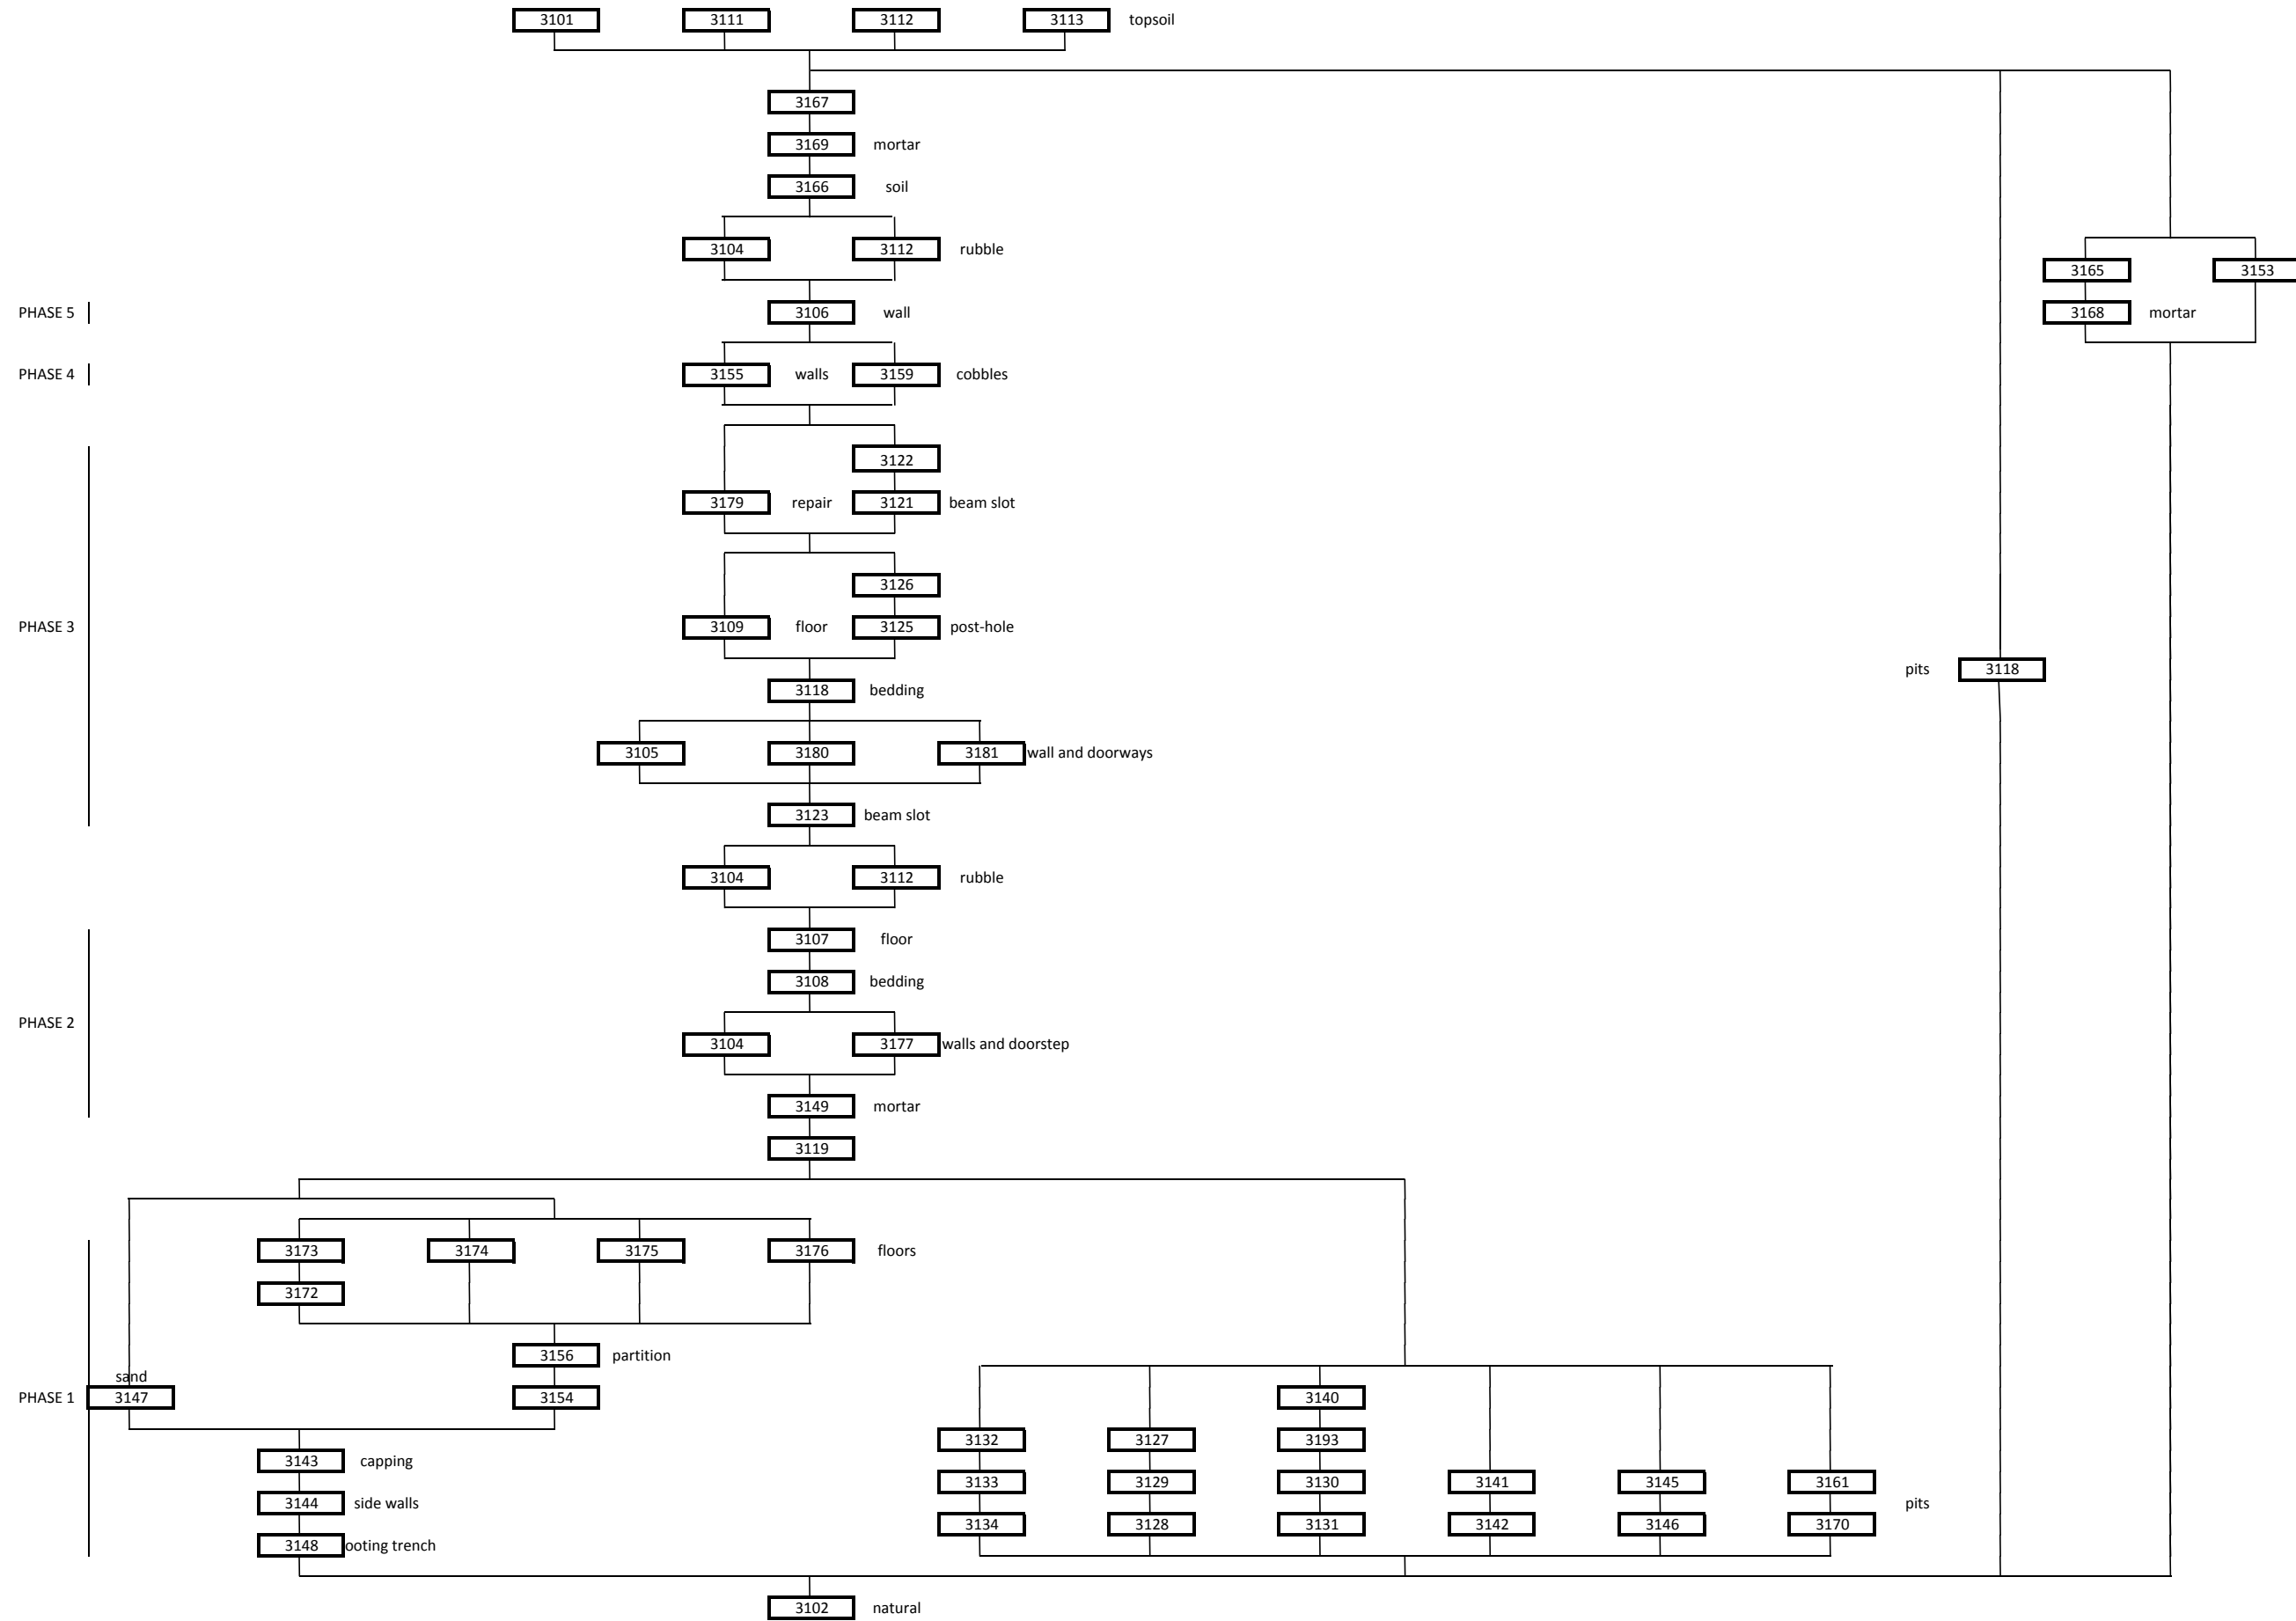 3101 3111 3112 3113 topsoil
3167
3169 mortar
3166 soil
3104 3112 rubble
3165 3153
PHASE 5 3106 wall 3168 mortar
PHASE 4 3155 walls 3159 cobbles
3122
3179 repair 3121 beam slot
3126
PHASE 3 3109 floor 3125 post-hole
pits 3118
3118 bedding
3105 3180 3181 wall and doorways
3123 beam slot
3104 3112 rubble
3107 floor
3108 bedding
PHASE 2
3104 3177 walls and doorstep
3149 mortar
3119
3173 3174 3175 3176 floors
3172
3156 partition
sand
PHASE 1 3147 3154 3140
3132 3127 3193
3143 capping
3133 3129 3130 3141 3145 3161
3144 side walls pits
3134 3128 3131 3142 3146 3170
3148 ooting trench
3102 natural